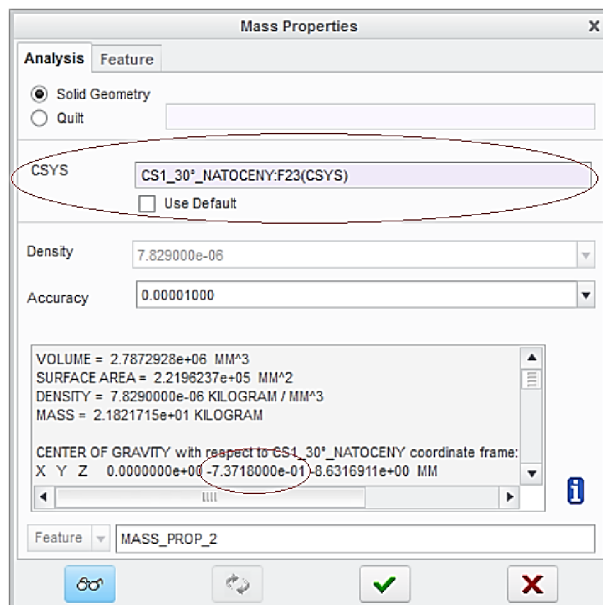 Mass Properties
Analysis Feature
Solid Geometry
Quilt
CSYS CS1_30°_NATOCENY:F23(CSYS)
Use Default
Density 7.829000e-06
Accuracy 0.00001000
VOLUME = 2.7872928e+06 MM^3
SURFACE AREA = 2.2196237e+05 MM^2
DENSITY = 7.8290000e-06 KILOGRAM / MM^3
MASS = 2.1821715e+01 KILOGRAM
CENTER OF GRAVITY with respect to CS1_30°_NATOCENY coordinate frame:
X Y Z 0.0000000e+00 -7.3718000e-01 -8.6316911e+00 MM
Feature MASS_PROP_2